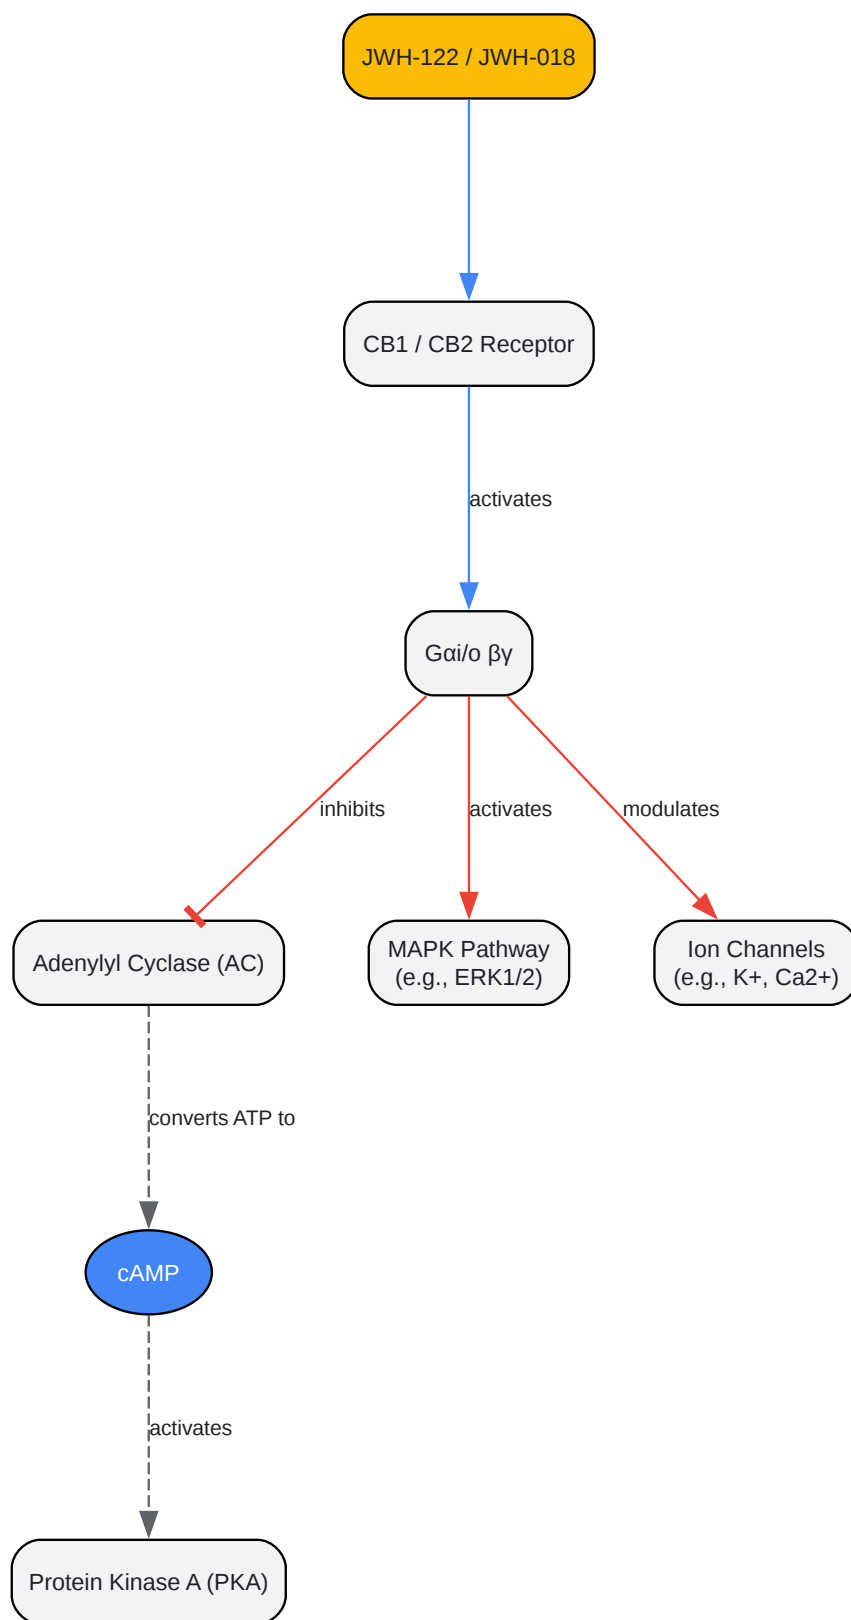 JWH-122 / JWH-018
CB1 / CB2 Receptor
activates
Gαi/o βγ
inhibits
activates
modulates
Adenylyl Cyclase (AC)
MAPK Pathway
(e.g., ERK1/2)
Ion Channels
(e.g., K+, Ca2+)
converts ATP to
cAMP
activates
Protein Kinase A (PKA)